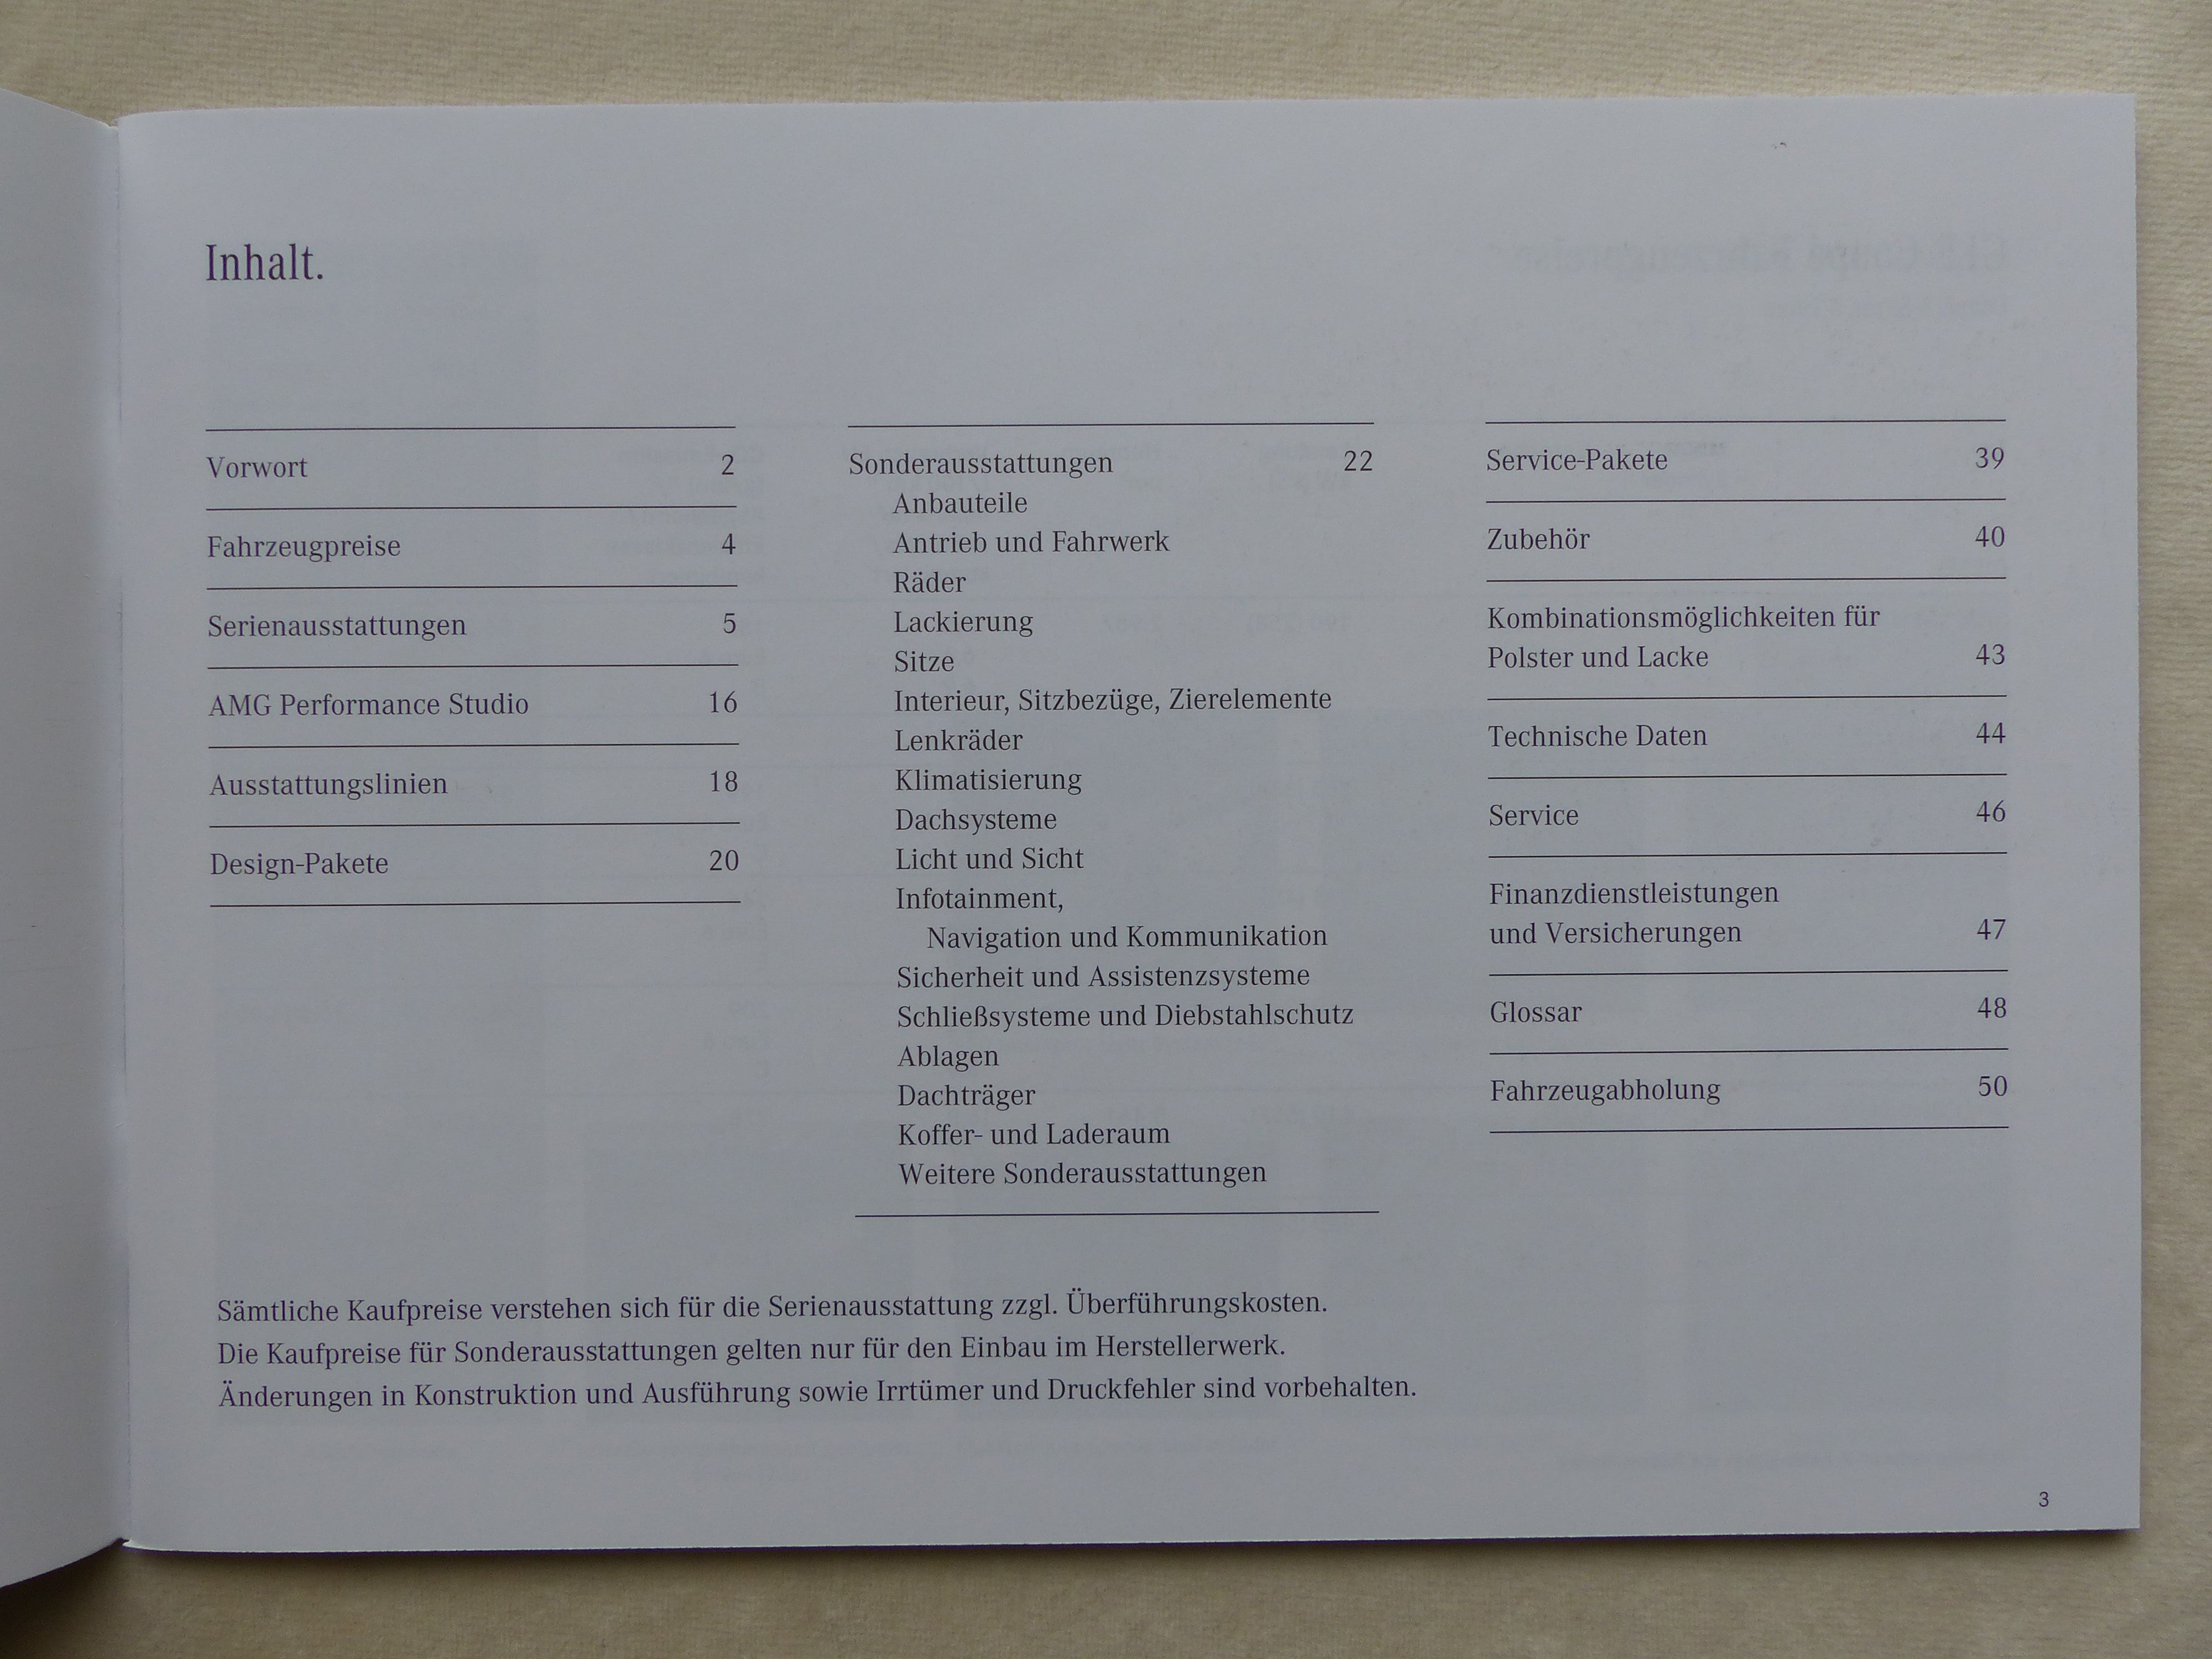 Inhalt.
Vorwort 2
Fahrzeugpreise 4
Serienausstattungen 5
AMG Performance Studio 16
Ausstattungslinien 18
Design-Pakete 20
Sonderausstattungen 22
Anbauteile
Antrieb und Fahrwerk
Räder
Lackierung
Sitze
Interieur, Sitzbezüge, Zierelemente
Lenkräder
Klimatisierung
Dachsysteme
Licht und Sicht
Infotainment,
Navigation und Kommunikation
Sicherheit und Assistenzsysteme
Schließsysteme und Diebstahlschutz
Ablagen
Dachträger
Koffer- und Laderaum
Weitere Sonderausstattungen
Service-Pakete 39
Zubehör 40
Kombinationsmöglichkeiten für
Polster und Lacke 43
Technische Daten 44
Service 46
Finanzdienstleistungen
und Versicherungen 47
Glossar 48
Fahrzeugabholung 50
Sämtliche Kaufpreise verstehen sich für die Serienausstattung zzgl. Überführungskosten.
Die Kaufpreise für Sonderausstattungen gelten nur für den Einbau im Herstellerwerk.
Änderungen in Konstruktion und Ausführung sowie Irrtümer und Druckfehler sind vorbehalten.
3